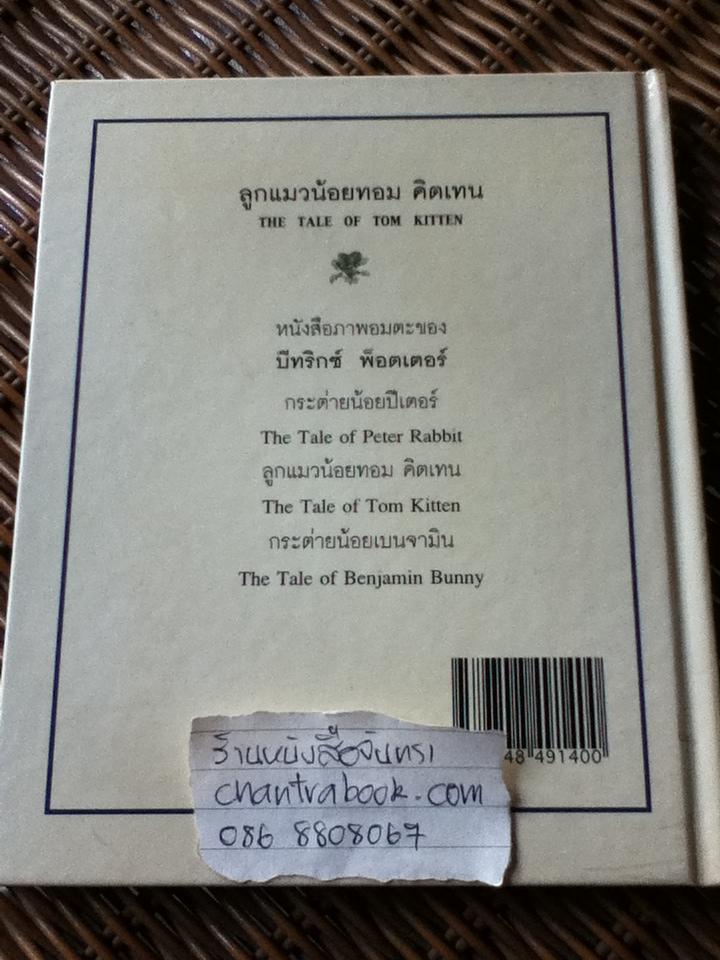 ลูกแมวน้อยทอม คิตเทน
THE TALE OF TOM KITTEN
หนังสือภาพอมตะของ
บีทริกซ์ พ็อตเตอร์
กระต่ายน้อยปีเตอร์
The Tale of Peter Rabbit
ลูกแมวน้อยทอม คิตเทน
The Tale of Tom Kitten
กระต่ายน้อยเบนจามิน
The Tale of Benjamin Bunny
48 491400
ร้านหนังสือจันทรา
chantrabook.com
086 8808067